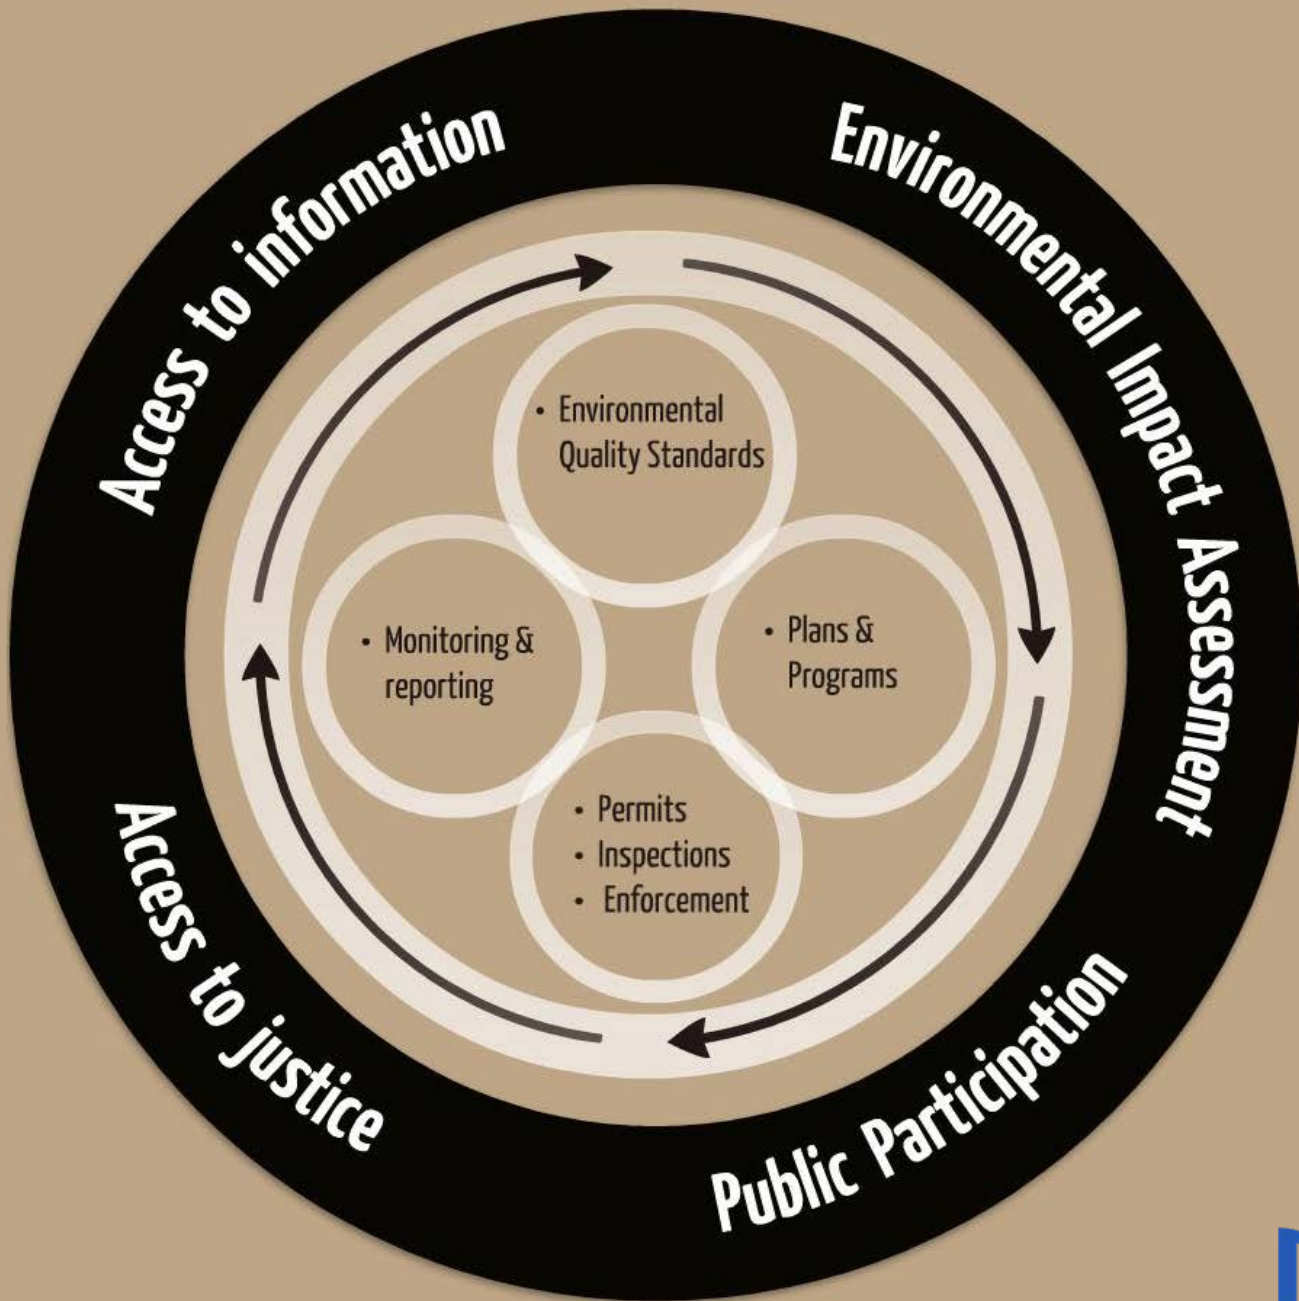 Access to information
Environmental Impact Assessment
• Environmental
Quality Standards
• Monitoring &
reporting
• Plans &
Programs
• Permits
• Inspections
• Enforcement
Access to justice
Public Participation